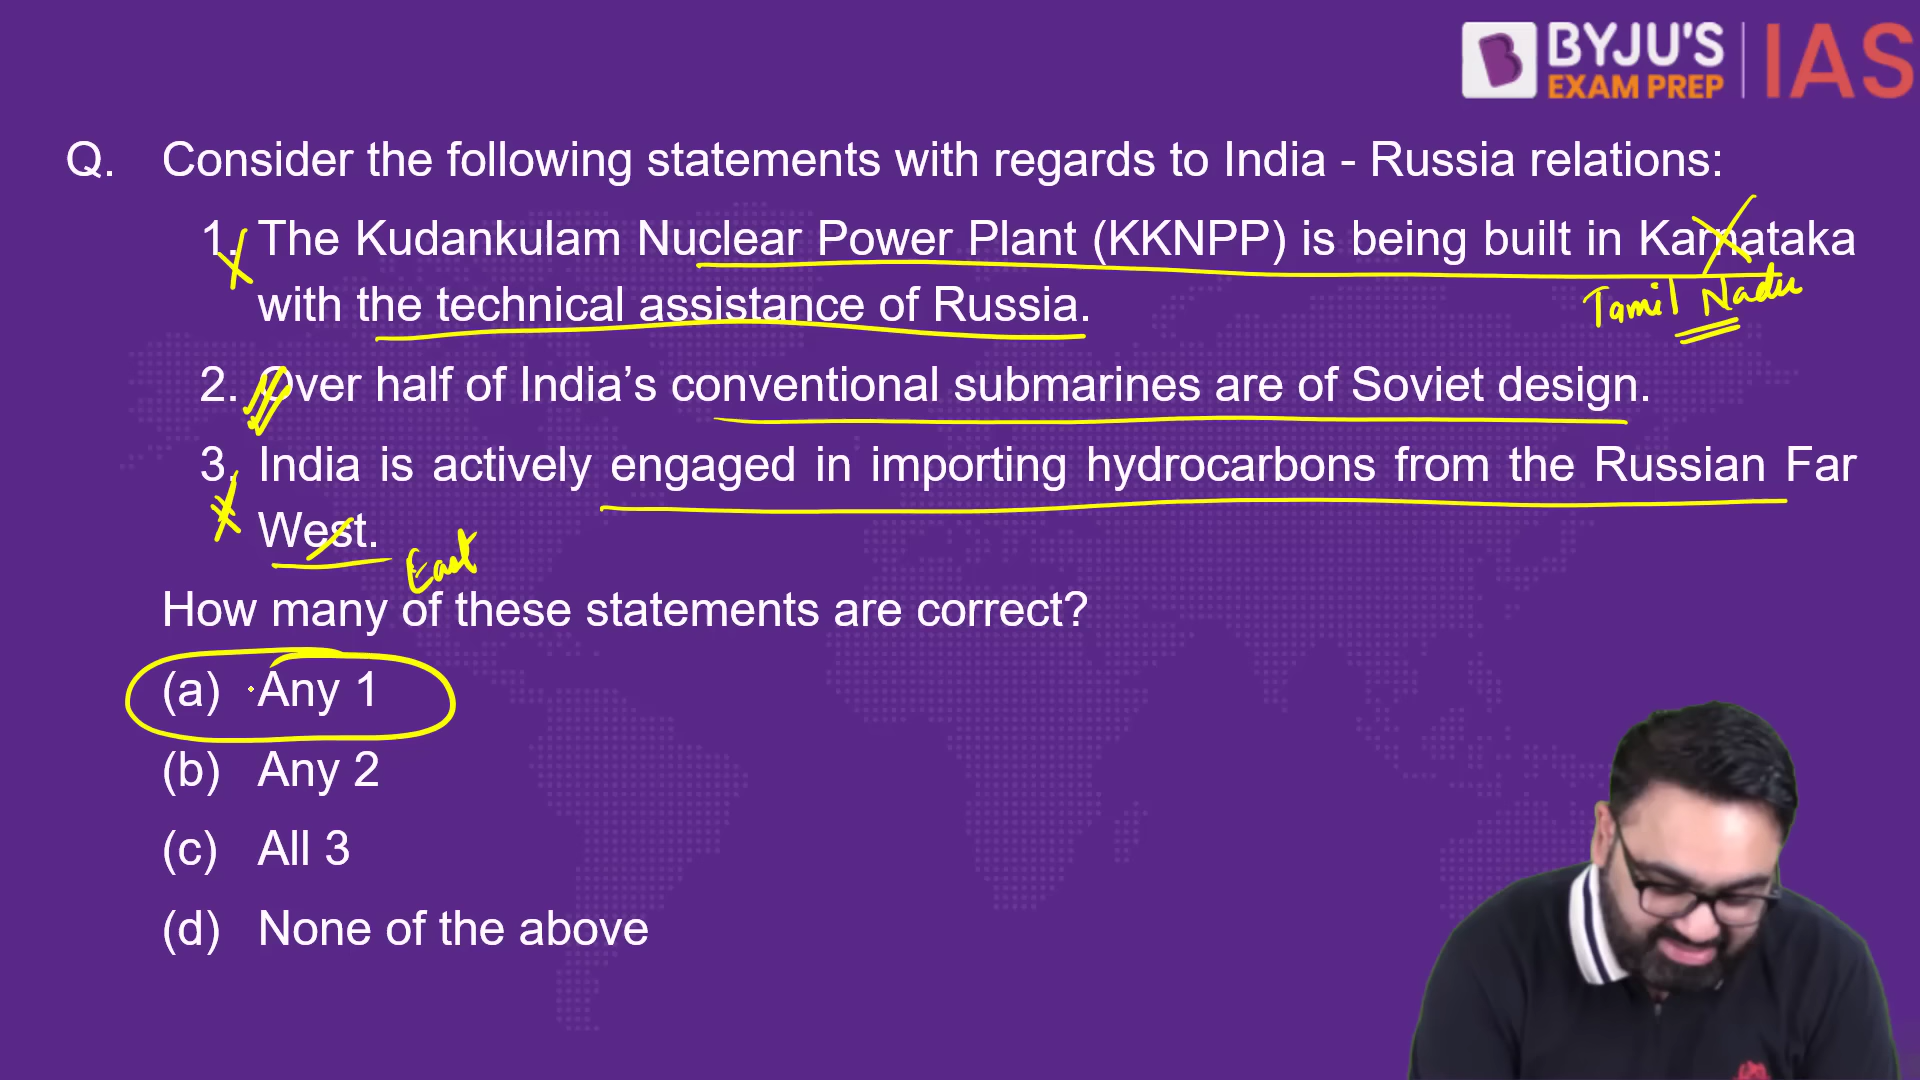 BYJU'S
EXAM PREP
IAS
Q. Consider the following statements with regards to India - Russia relations:
1. The Kudankulam Nuclear Power Plant (KKNPP) is being built in Karnataka
with the technical assistance of Russia.
Tamil Nadu
2. Over half of India’s conventional submarines are of Soviet design.
3. India is actively engaged in importing hydrocarbons from the Russian Far
West.
East
How many of these statements are correct?
(a) Any 1
(b) Any 2
(c) All 3
(d) None of the above